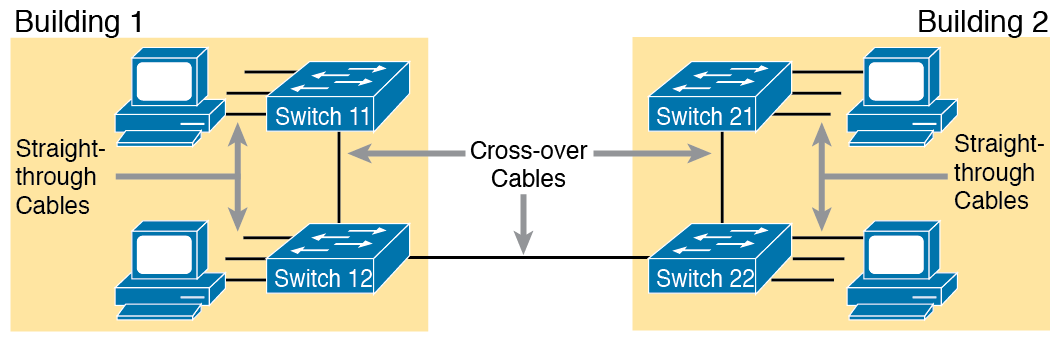 Building 1
Building 2
Switch 11
Switch 21
Straight-
through
Cables
Cross-over
Cables
Straight-
through
Cables
Switch 12
Switch 22